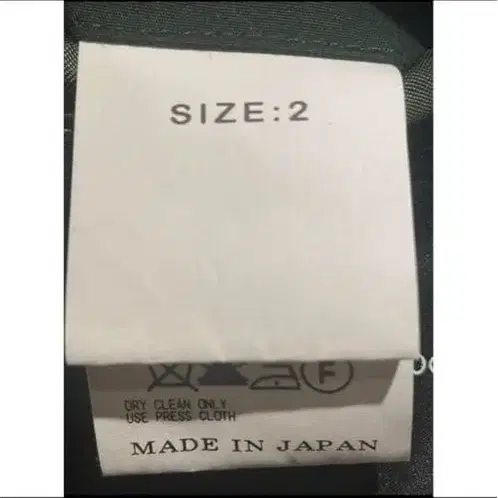 SIZE:2
F
DRY CLEAN ONLY
USE PRESS CLOTH
MADE IN JAPAN